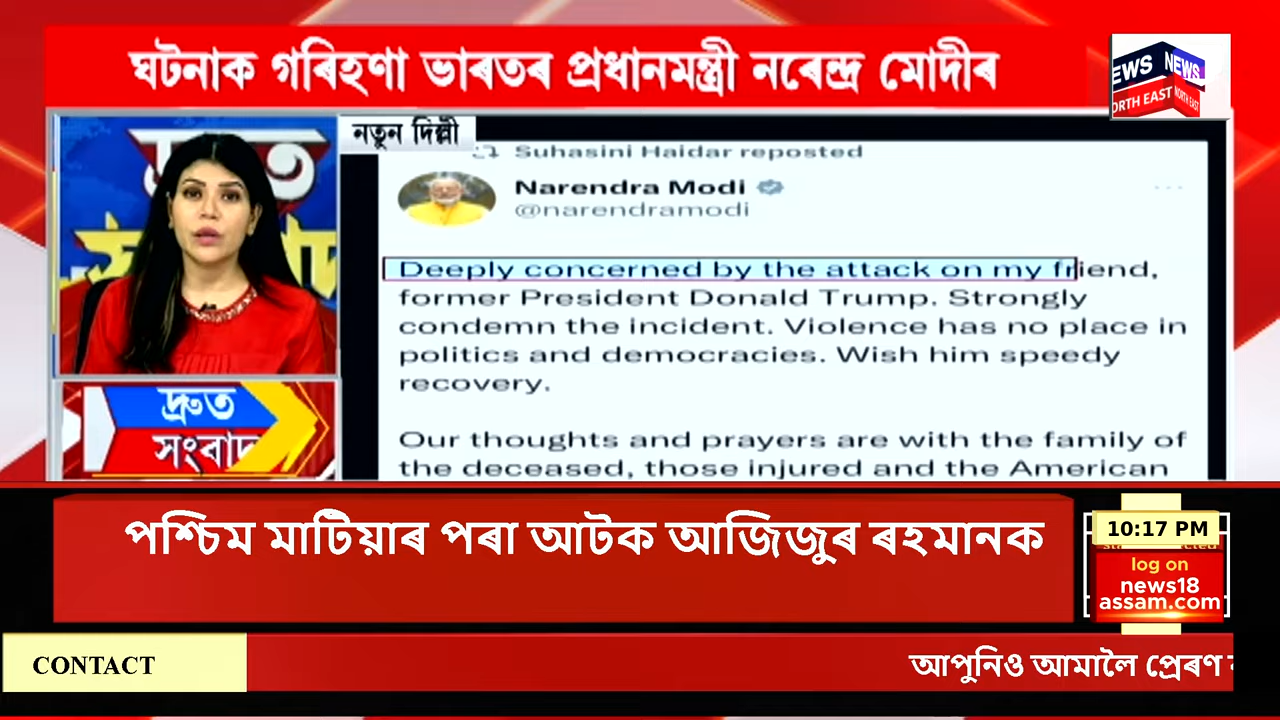 ঘটনাক গৰিহণা ভাৰতৰ প্ৰধানমন্ত্ৰী নৰেন্দ্ৰ মোদীৰ
NEWS
NORTH EAST
নতুন দিল্লী
Suhasini Haidar reposted
Narendra Modi
@narendramodi
Deeply concerned by the attack on my friend,
former President Donald Trump. Strongly
condemn the incident. Violence has no place in
politics and democracies. Wish him speedy
recovery.
Our thoughts and prayers are with the family of
the deceased, those injured and the American
দ্ৰুত
সংবাদ
পশ্চিম মাটিয়াৰ পৰা আটক আজিজুৰ ৰহমানক
10:17 PM
log on
news18
assam.com
CONTACT
আপুনিও আমালৈ প্ৰেৰণ